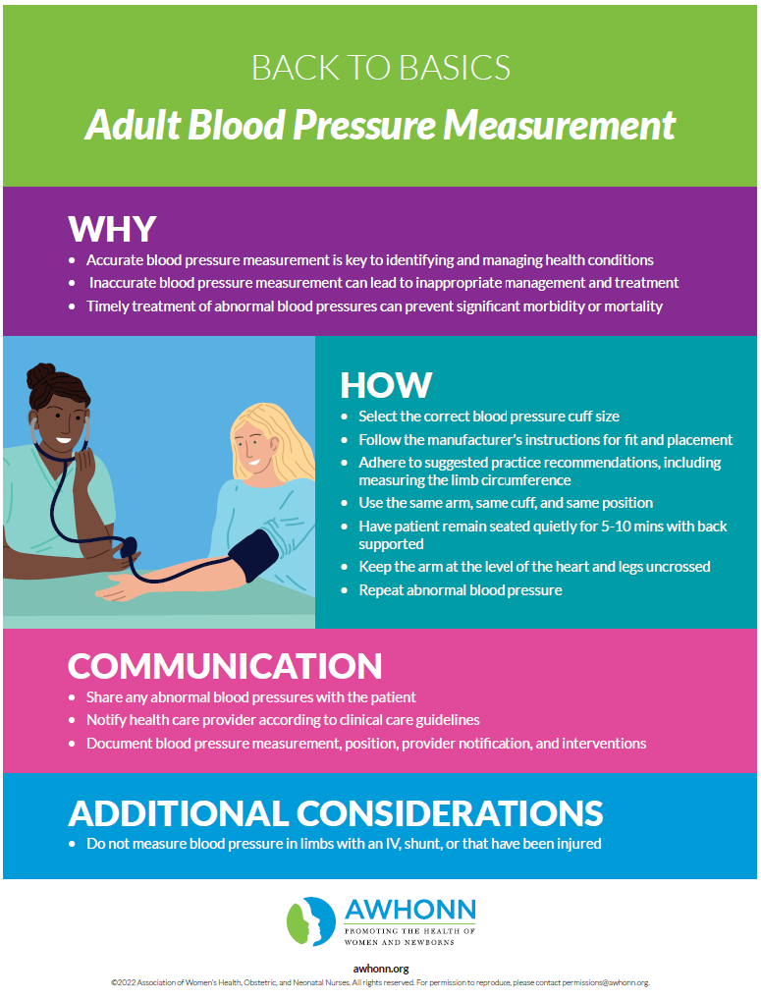 BACK TO BASICS
Adult Blood Pressure Measurement
WHY
• Accurate blood pressure measurement is key to identifying and managing health conditions
• Inaccurate blood pressure measurement can lead to inappropriate management and treatment
• Timely treatment of abnormal blood pressures can prevent significant morbidity or mortality
HOW
• Select the correct blood pressure cuff size
• Follow the manufacturer's instructions for fit and placement
• Adhere to suggested practice recommendations, including
measuring the limb circumference
• Use the same arm, same cuff, and same position
• Have patient remain seated quietly for 5-10 mins with back
supported
• Keep the arm at the level of the heart and legs uncrossed
• Repeat abnormal blood pressure
COMMUNICATION
• Share any abnormal blood pressures with the patient
• Notify health care provider according to clinical care guidelines
• Document blood pressure measurement, position, provider notification, and interventions
ADDITIONAL CONSIDERATIONS
• Do not measure blood pressure in limbs with an IV, shunt, or that have been injured
AWHONN
PROMOTING THE HEALTH OF
WOMEN AND NEWBORNS
awhonn.org
©2022 Association of Women's Health, Obstetric, and Neonatal Nurses. All rights reserved. For permission to reproduce, please contact permissions@awhonn.org.